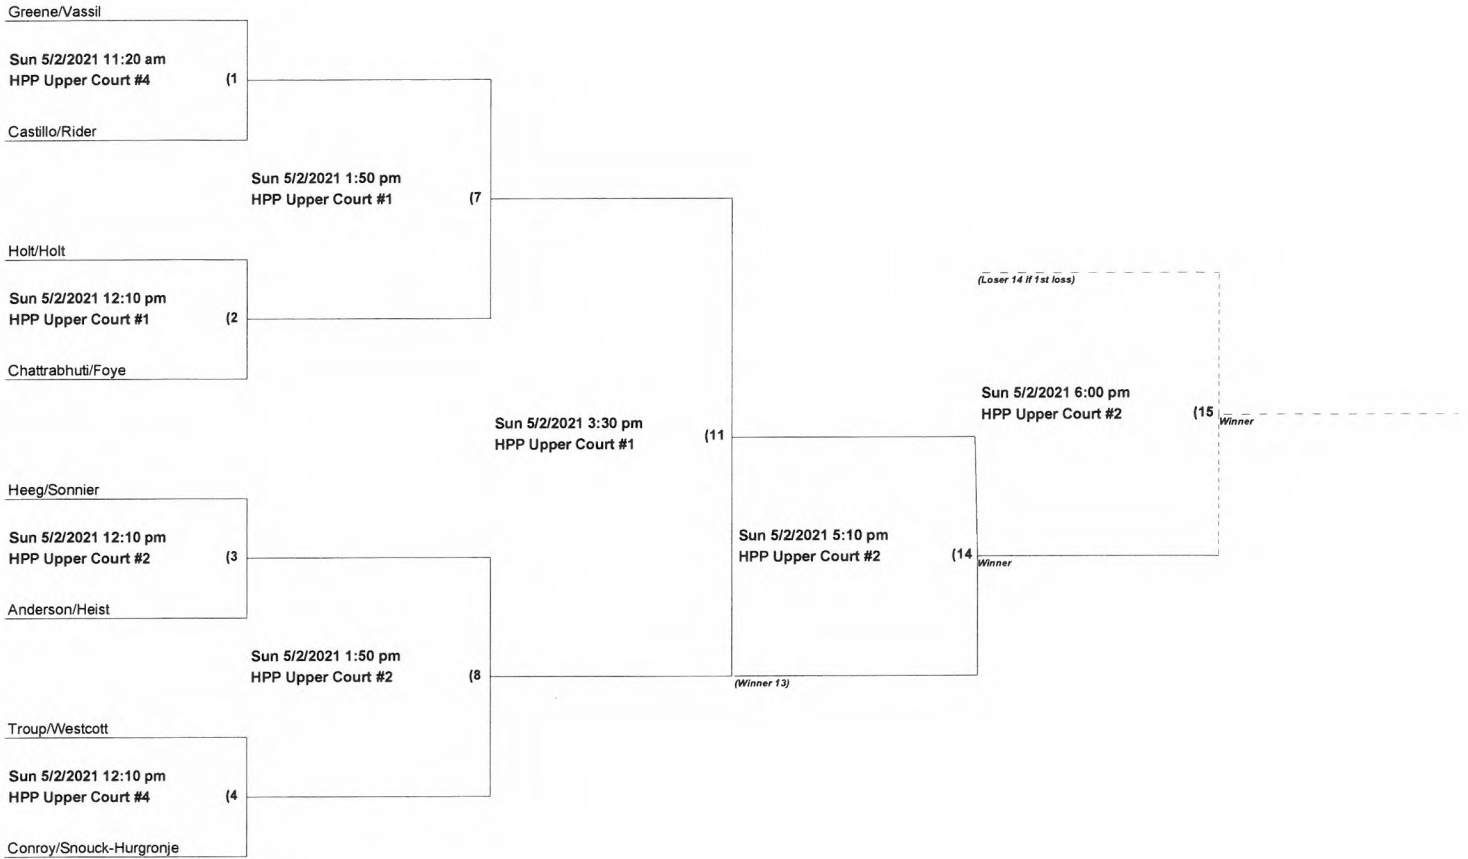 Greene/Vassil
Sun 5/2/2021 11:20 am
HPP Upper Court #4 (1
Castillo/Rider
Sun 5/2/2021 1:50 pm
HPP Upper Court #1 (7
Holt/Holt
Sun 5/2/2021 12:10 pm
HPP Upper Court #1 (2
Chattrabhuti/Foye
(Loser 14 if 1st loss)
Sun 5/2/2021 6:00 pm
HPP Upper Court #2 (15
Winner
Sun 5/2/2021 3:30 pm
HPP Upper Court #1 (11
Heeg/Sonnier
Sun 5/2/2021 12:10 pm
HPP Upper Court #2 (3
Anderson/Heist
Sun 5/2/2021 5:10 pm
HPP Upper Court #2 (14
Winner
Sun 5/2/2021 1:50 pm
HPP Upper Court #2 (8
(Winner 13)
Troup/Westcott
Sun 5/2/2021 12:10 pm
HPP Upper Court #4 (4
Conroy/Snouck-Hurgronje